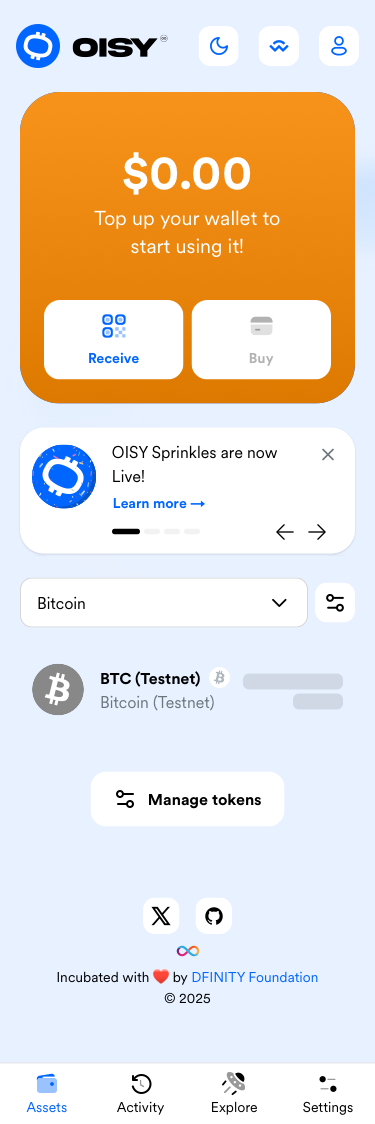 OISY
$0.00
Top up your wallet to
start using it!
Receive
Buy
OISY Sprinkles are now
Live!
Learn more →
Bitcoin
BTC (Testnet)
Bitcoin (Testnet)
Manage tokens
Incubated with ❤️ by DFINITY Foundation
© 2025
Assets
Activity
Explore
Settings